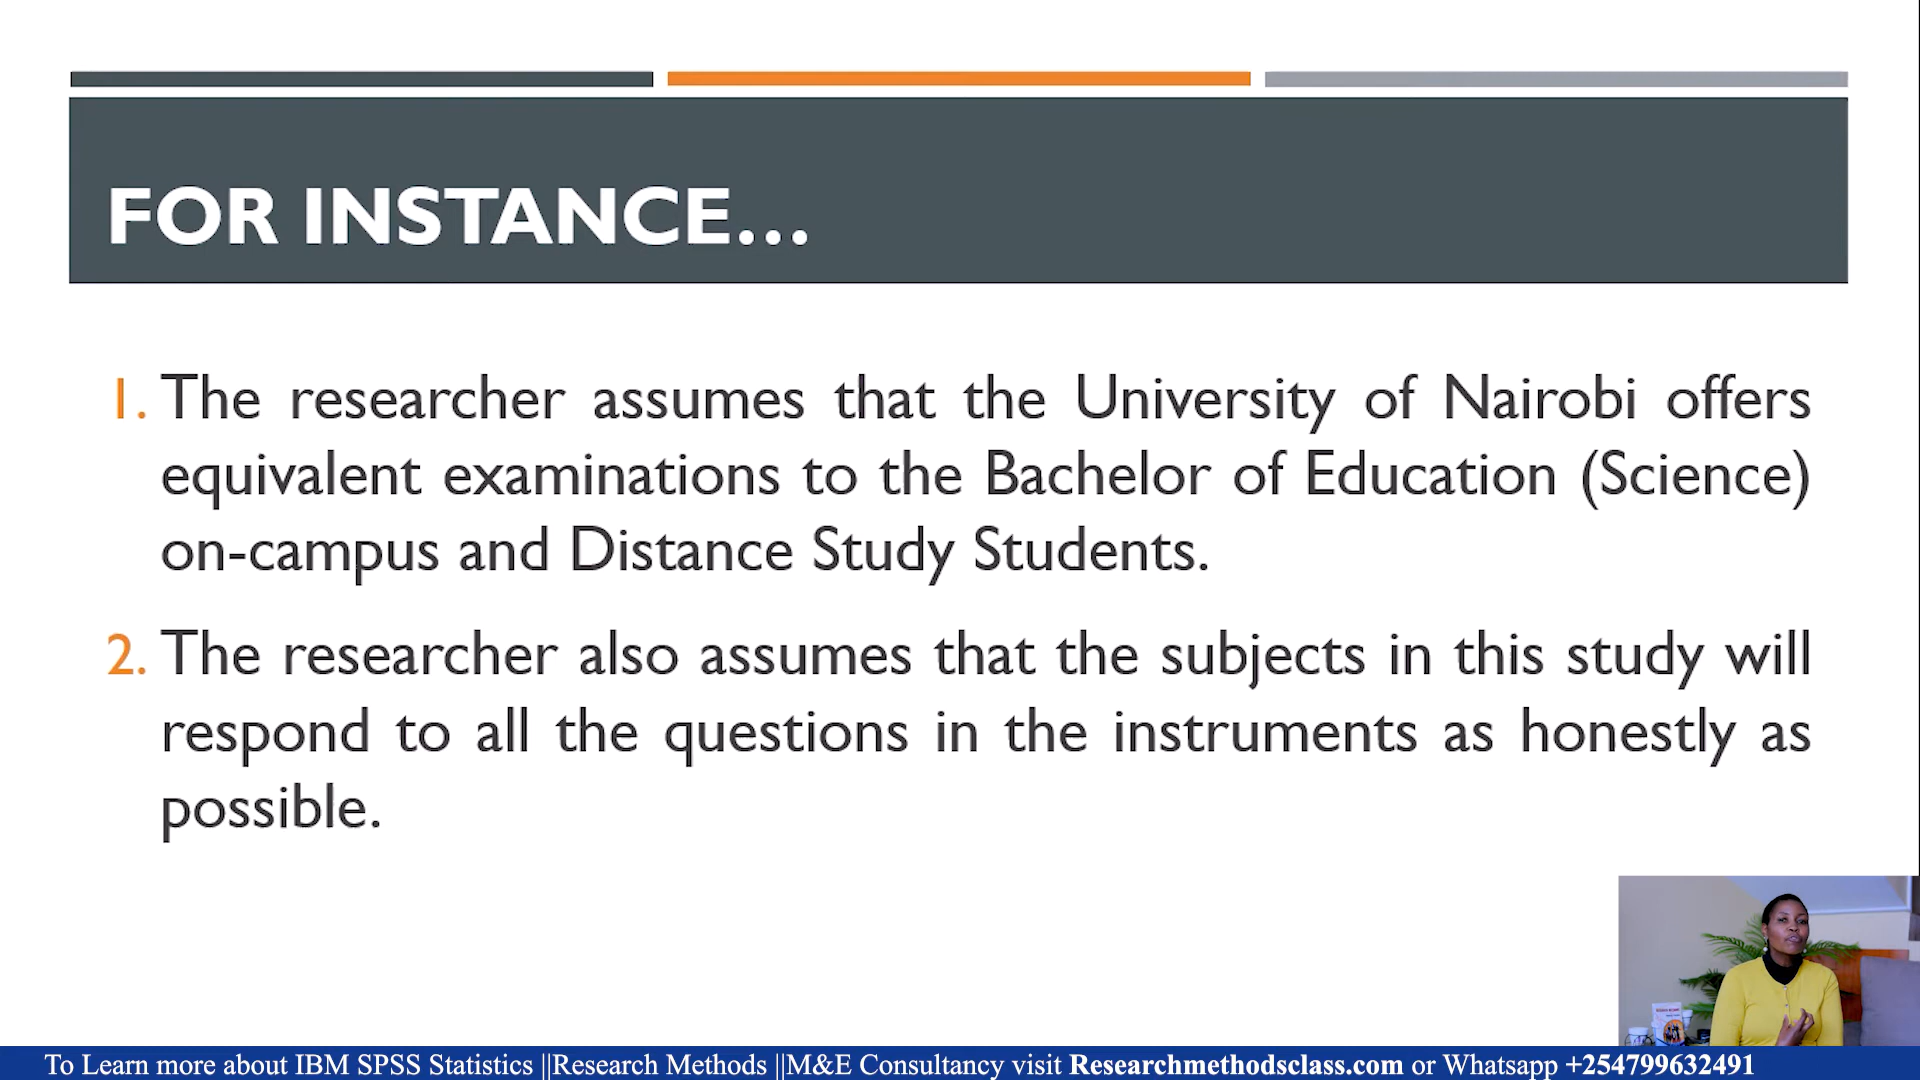 FOR INSTANCE...
1. The researcher assumes that the University of Nairobi offers
equivalent examinations to the Bachelor of Education (Science)
on-campus and Distance Study Students.
2. The researcher also assumes that the subjects in this study will
respond to all the questions in the instruments as honestly as
possible.
To Learn more about IBM SPSS Statistics ||Research Methods ||M&E Consultancy visit Researchmethodsclass.com or Whatsapp +254799632491